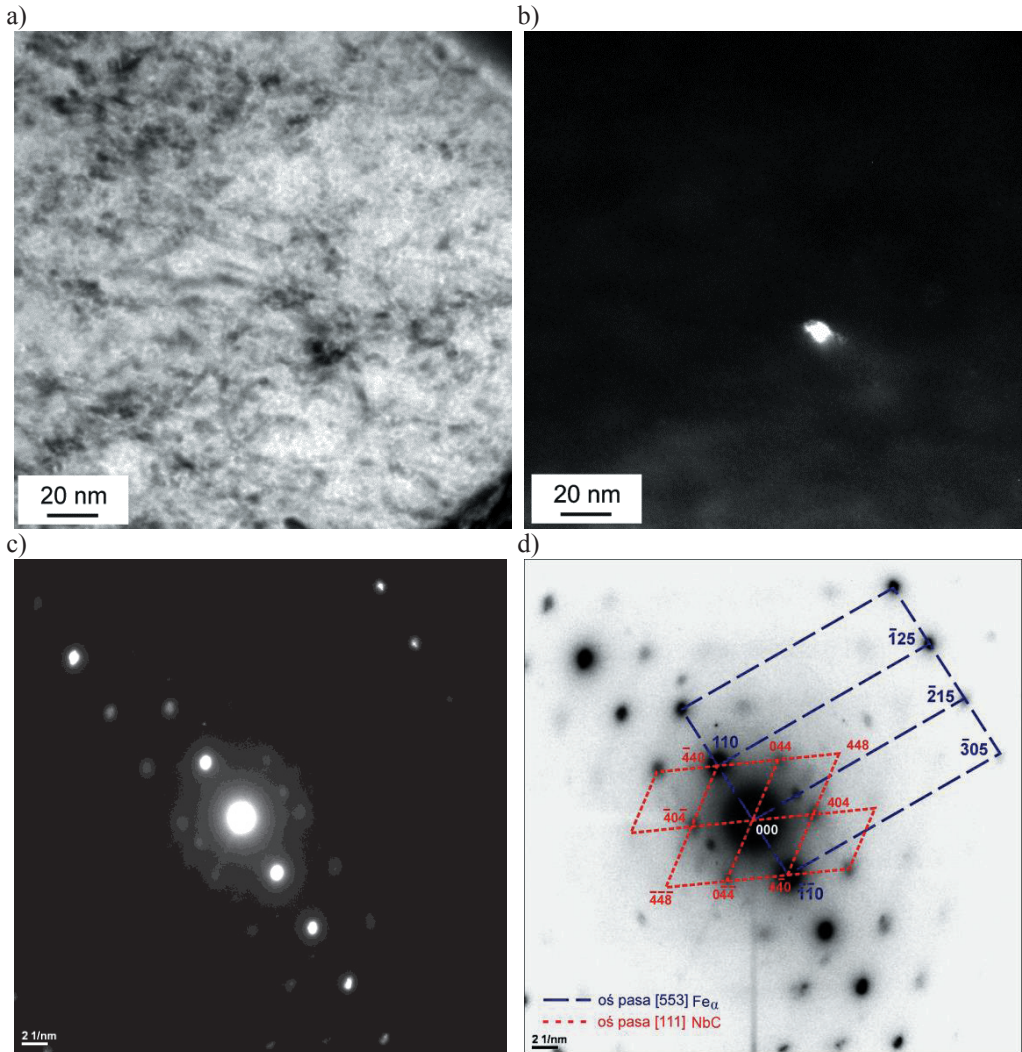 a)
b)
20 nm
20 nm
c)
d)
1̄25
2̄15
110
044
448
3̄05
4̄40
404
4̄04̄
000
44̄0
1̄1̄0
4̄4̄8̄
04̄4̄
oś pasa [553] Feα
oś pasa [111] NbC
2 1/nm
2 1/nm